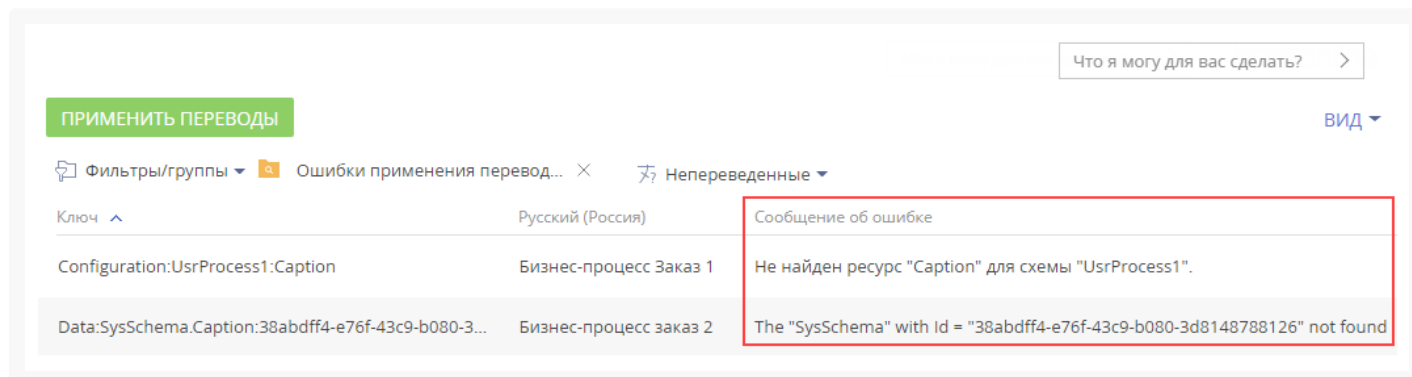 Что я могу для вас сделать?
ПРИМЕНИТЬ ПЕРЕВОДЫ ВИД
Фильтры/группы Ошибки применения перевод... Непереведенные
Ключ Русский (Россия) Сообщение об ошибке
Configuration:UsrProcess1:Caption Бизнес-процесс Заказ 1 Не найден ресурс "Caption" для схемы "UsrProcess1".
Data:SysSchema.Caption:38abdff4-e76f-43c9-b080-3... Бизнес-процесс заказ 2 The "SysSchema" with Id = "38abdff4-e76f-43c9-b080-3d8148788126" not found